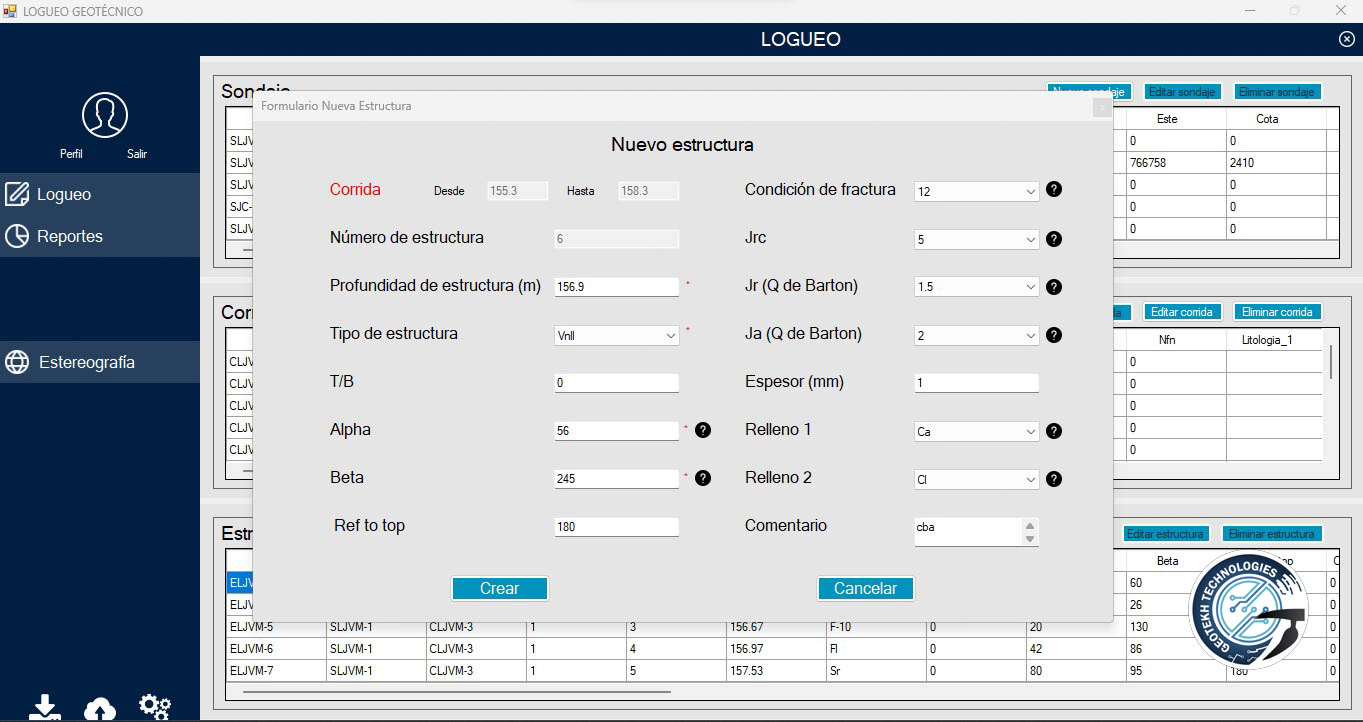 LOGUEO GEOTÉCNICO
LOGUEO
Perfil Salir
Logueo
Reportes
Estereografía
Sondaje
Editar sondaje Eliminar sondaje
Este Cota
SLJV 0 0
SLJV 766758 2410
SLJV 0 0
SJC- 0 0
SLJV 0 0
Formulario Nueva Estructura
Nuevo estructura
Corrida Desde 155.3 Hasta 158.3
Número de estructura 6
Profundidad de estructura (m) 156.9 *
Tipo de estructura Vnll *
T/B 0
Alpha 56 * ?
Beta 245 * ?
Ref to top 180
Condición de fractura 12 ?
Jrc 5 ?
Jr (Q de Barton) 1.5 ?
Ja (Q de Barton) 2 ?
Espesor (mm) 1
Relleno 1 Ca ?
Relleno 2 Cl ?
Comentario cba
Crear Cancelar
Cor
da Editar corrida Eliminar corrida
Nfn Litologia_1
CLJV 0
CLJV 0
CLJV 0
CLJV 0
CLJV 0
Estr
Editar estructura Eliminar estructura
Beta op C
ELJV 60 0
ELJV 26 0
ELJVM-5 SLJVM-1 CLJVM-3 1 3 156.67 F-10 0 20 130 0
ELJVM-6 SLJVM-1 CLJVM-3 1 4 156.97 Fl 0 42 86 0
ELJVM-7 SLJVM-1 CLJVM-3 1 5 157.53 Sr 0 80 95 180 0
GEOTEKH TECHNOLOGIES